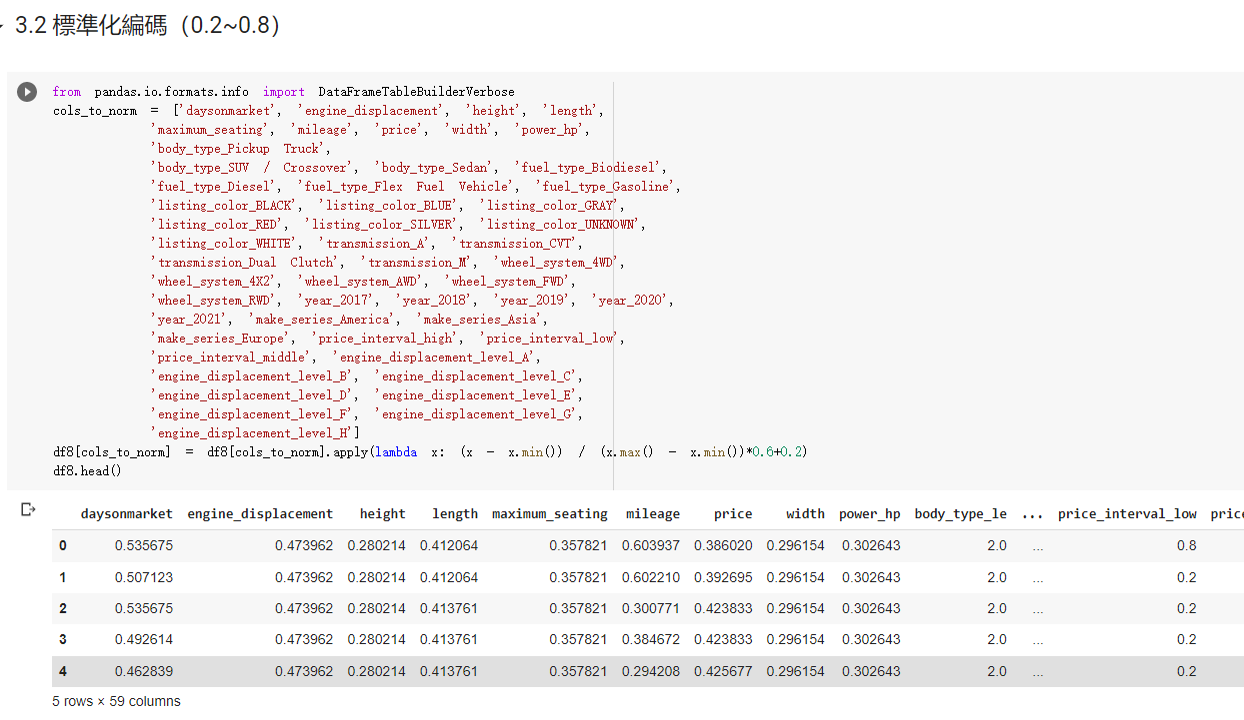 3.2 標準化編碼（0.2~0.8）
from pandas.io.formats.info import DataFrameTableBuilderVerbose
cols_to_norm = ['daysonmarket', 'engine_displacement', 'height', 'length',
'maximum_seating', 'mileage', 'price', 'width', 'power_hp',
'body_type_Pickup Truck',
'body_type_SUV / Crossover', 'body_type_Sedan', 'fuel_type_Biodiesel',
'fuel_type_Diesel', 'fuel_type_Flex Fuel Vehicle', 'fuel_type_Gasoline',
'listing_color_BLACK', 'listing_color_BLUE', 'listing_color_GRAY',
'listing_color_RED', 'listing_color_SILVER', 'listing_color_UNKNOWN',
'listing_color_WHITE', 'transmission_A', 'transmission_CVT',
'transmission_Dual Clutch', 'transmission_M', 'wheel_system_4WD',
'wheel_system_4X2', 'wheel_system_AWD', 'wheel_system_FWD',
'wheel_system_RWD', 'year_2017', 'year_2018', 'year_2019', 'year_2020',
'year_2021', 'make_series_America', 'make_series_Asia',
'make_series_Europe', 'price_interval_high', 'price_interval_low',
'price_interval_middle', 'engine_displacement_level_A',
'engine_displacement_level_B', 'engine_displacement_level_C',
'engine_displacement_level_D', 'engine_displacement_level_E',
'engine_displacement_level_F', 'engine_displacement_level_G',
'engine_displacement_level_H']
df8[cols_to_norm] = df8[cols_to_norm].apply(lambda x: (x - x.min()) / (x.max() - x.min())*0.6+0.2)
df8.head()
daysonmarket engine_displacement height length maximum_seating mileage price width power_hp body_type_le ... price_interval_low price
0 0.535675 0.473962 0.280214 0.412064 0.357821 0.603937 0.386020 0.296154 0.302643 2.0 ... 0.8
1 0.507123 0.473962 0.280214 0.412064 0.357821 0.602210 0.392695 0.296154 0.302643 2.0 ... 0.2
2 0.535675 0.473962 0.280214 0.413761 0.357821 0.300771 0.423833 0.296154 0.302643 2.0 ... 0.2
3 0.492614 0.473962 0.280214 0.413761 0.357821 0.384672 0.423833 0.296154 0.302643 2.0 ... 0.2
4 0.462839 0.473962 0.280214 0.413761 0.357821 0.294208 0.425677 0.296154 0.302643 2.0 ... 0.2
5 rows × 59 columns